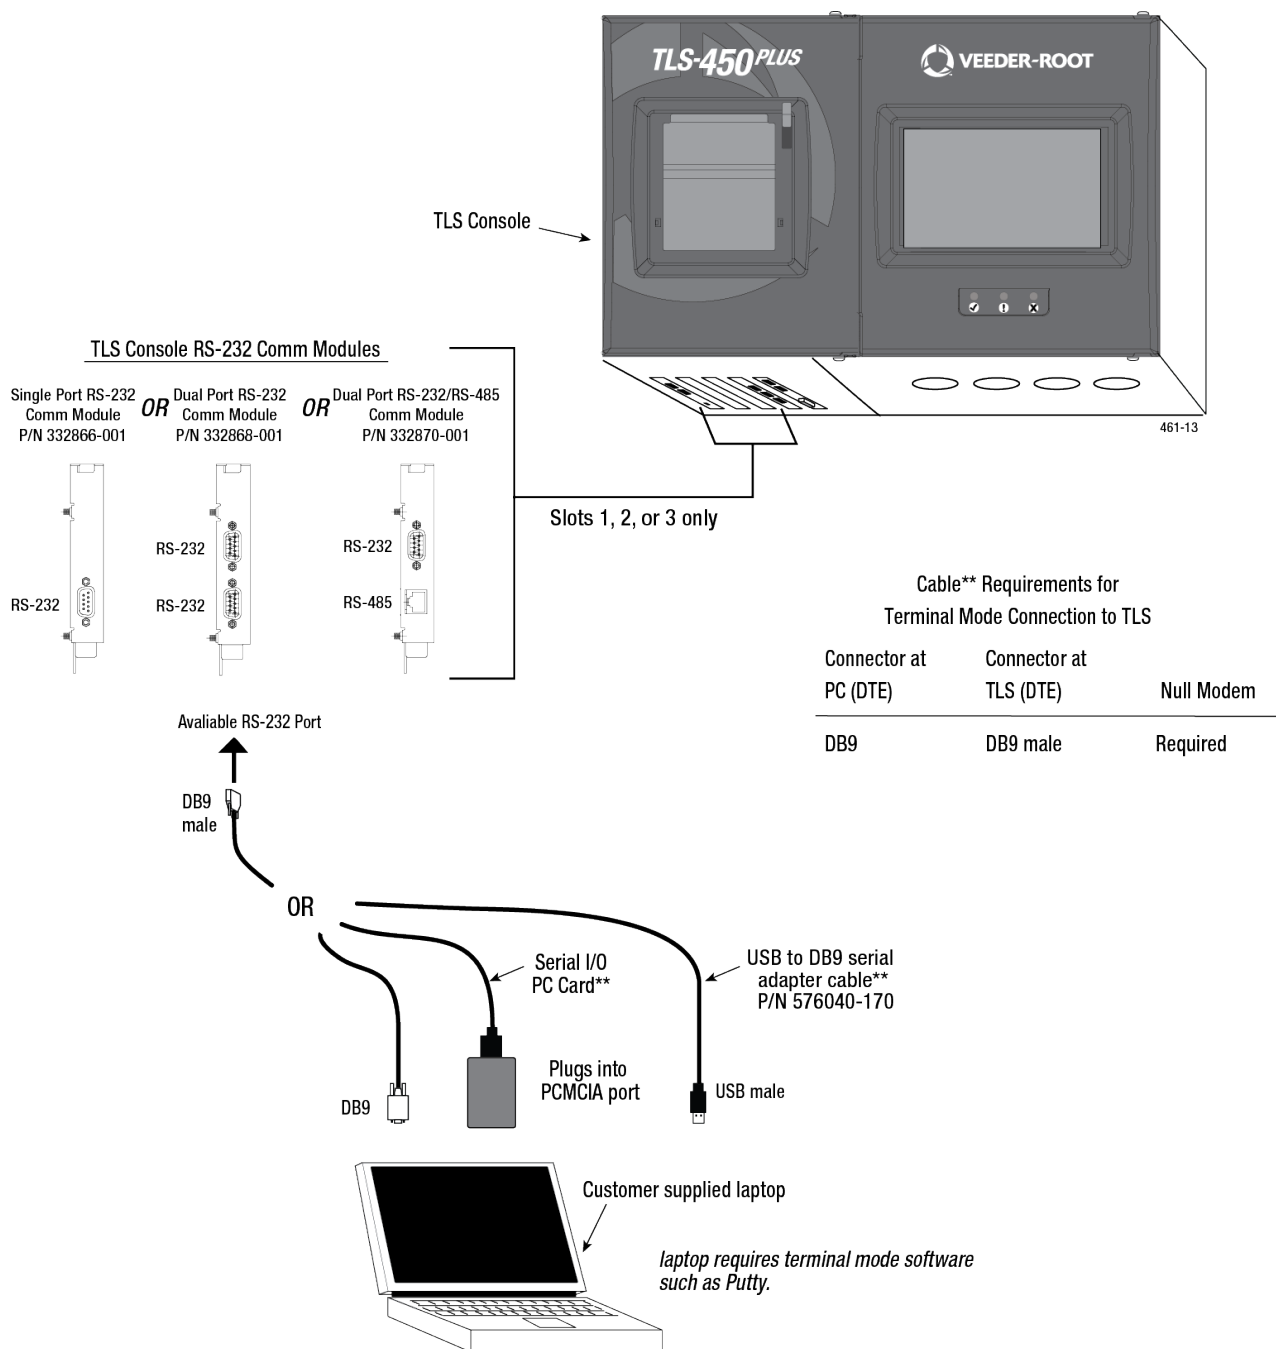 TLS-450PLUS
VEEDER-ROOT
TLS Console
461-13
TLS Console RS-232 Comm Modules
Single Port RS-232
Comm Module
P/N 332866-001
OR
Dual Port RS-232
Comm Module
P/N 332868-001
OR
Dual Port RS-232/RS-485
Comm Module
P/N 332870-001
Slots 1, 2, or 3 only
RS-232
RS-232
RS-232
RS-232
RS-485
Cable** Requirements for
Terminal Mode Connection to TLS
Connector at
PC (DTE)
Connector at
TLS (DTE)
Null Modem
DB9
DB9 male
Required
Avaliable RS-232 Port
DB9
male
OR
Serial I/O
PC Card**
USB to DB9 serial
adapter cable**
P/N 576040-170
Plugs into
PCMCIA port
DB9
USB male
Customer supplied laptop
laptop requires terminal mode software
such as Putty.